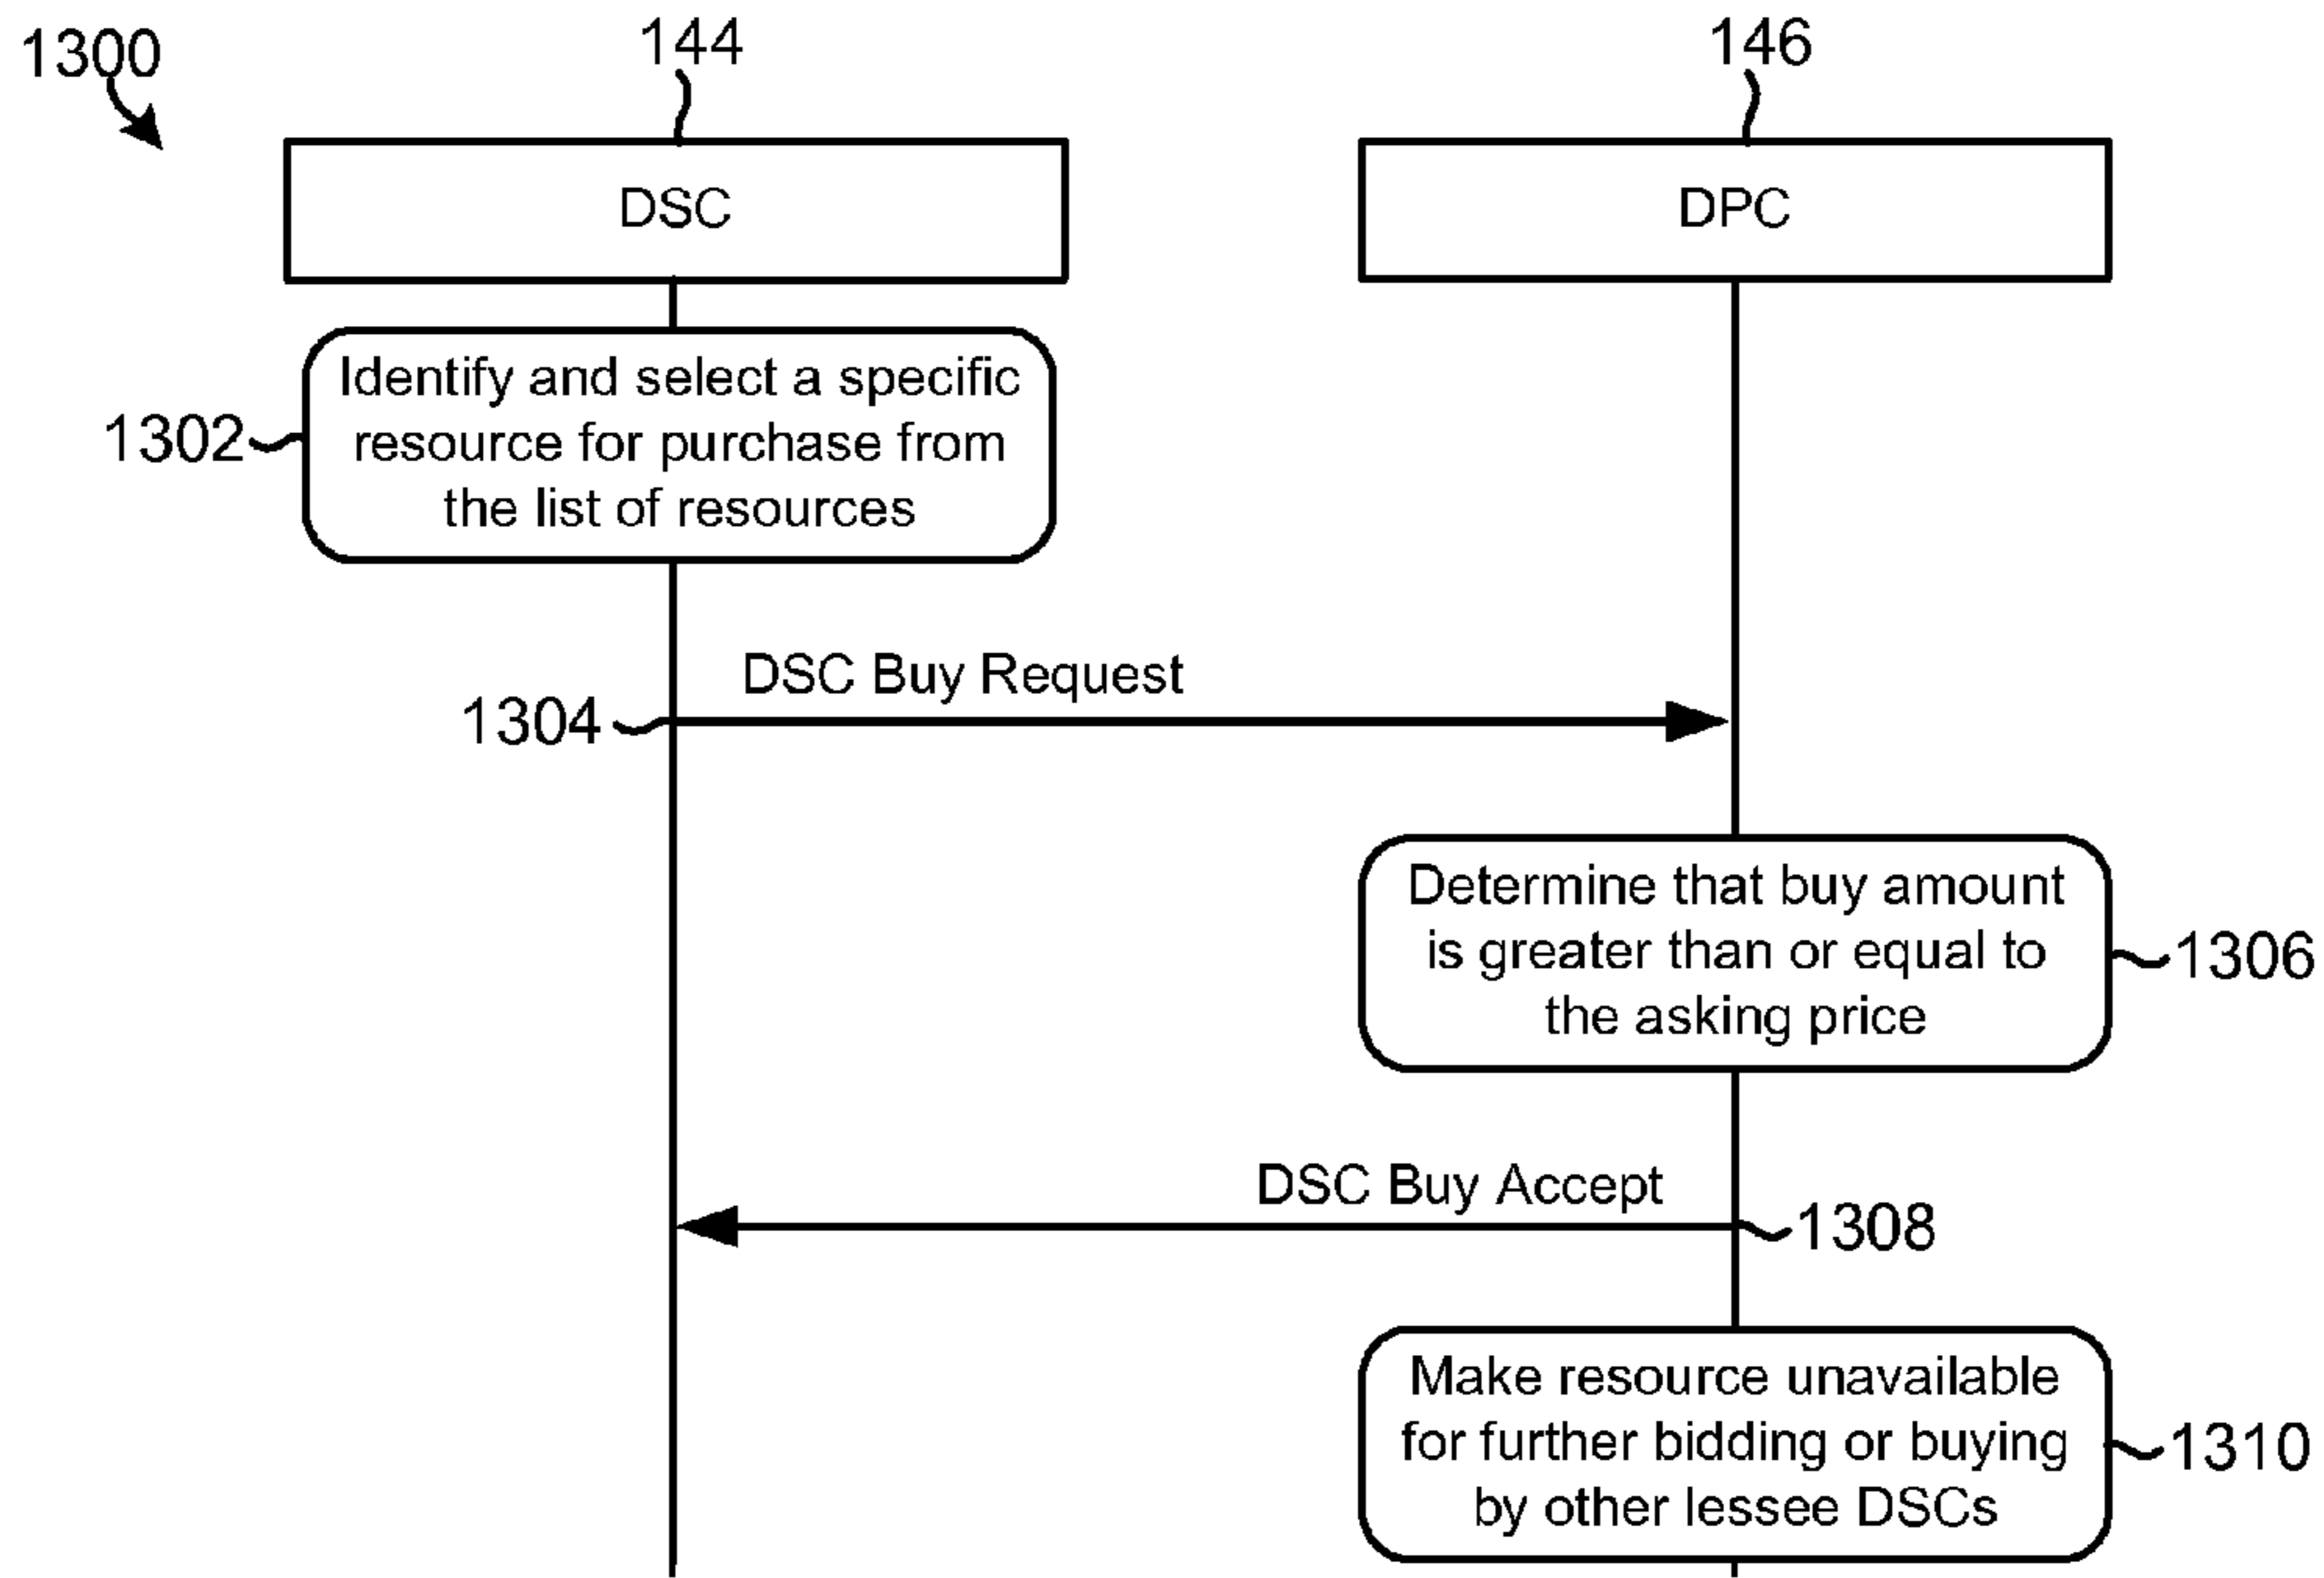 1300
144
146
DSC
DPC
Identify and select a specific
resource for purchase from
the list of resources
1302
DSC Buy Request
1304
Determine that buy amount
is greater than or equal to
the asking price
1306
DSC Buy Accept
1308
Make resource unavailable
for further bidding or buying
by other lessee DSCs
1310